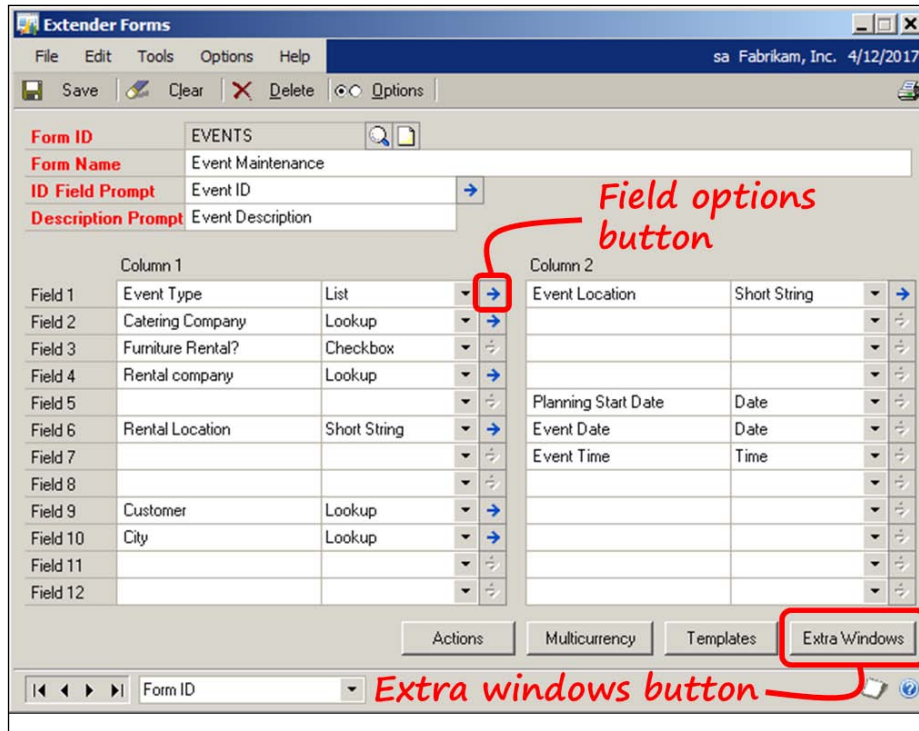 Extender Forms
File Edit Tools Options Help sa Fabrikam, Inc. 4/12/2017
Save Clear Delete Options
Form ID EVENTS
Form Name Event Maintenance
ID Field Prompt Event ID
Description Prompt Event Description
Field options
button
Column 1 Column 2
Field 1 Event Type List Event Location Short String
Field 2 Catering Company Lookup
Field 3 Furniture Rental? Checkbox
Field 4 Rental company Lookup
Field 5 Planning Start Date Date
Field 6 Rental Location Short String Event Date Date
Field 7 Event Time Time
Field 8
Field 9 Customer Lookup
Field 10 City Lookup
Field 11
Field 12
Actions Multicurrency Templates Extra Windows
Form ID Extra windows button